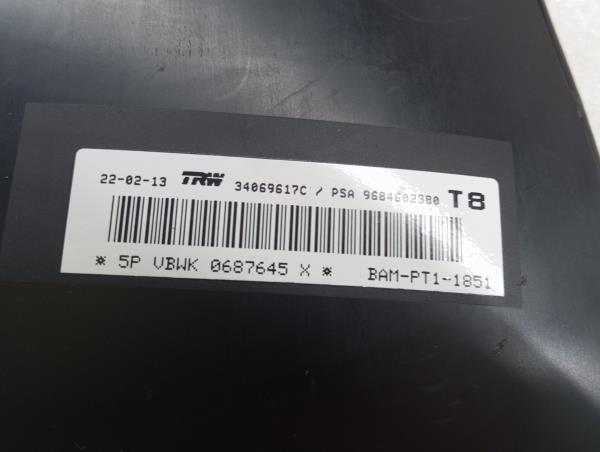 22-02-13 TRW 34069617C / PSA 9684602380 T8
* 5P VBWK 0687645 X * BAM-PT1-1851